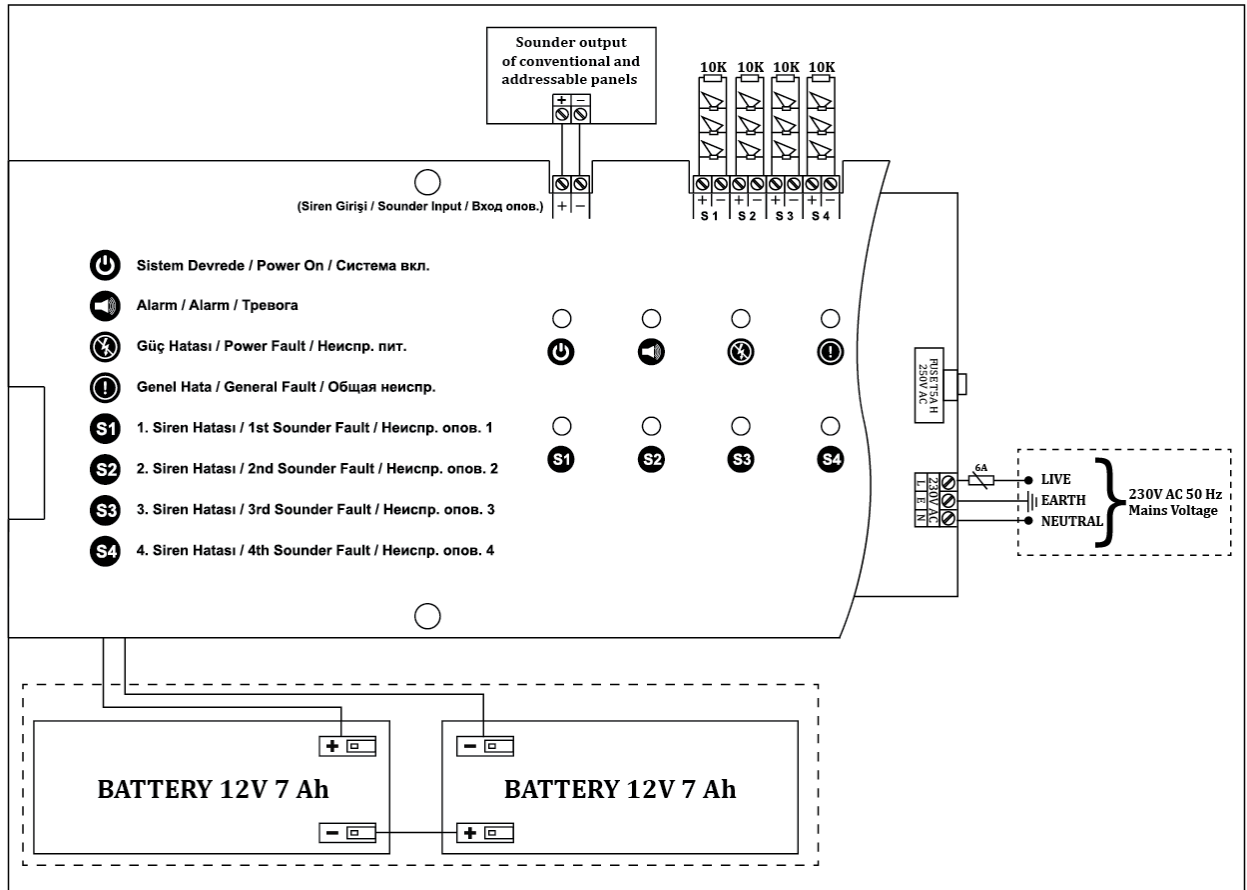 Sounder output
of conventional and
addressable panels
+ −
10K 10K 10K 10K
(Siren Girişi / Sounder Input / Вход опов.)
+ −
+ − + − + − + −
S 1 S 2 S 3 S 4
Sistem Devrede / Power On / Система вкл.
Alarm / Alarm / Тревога
Güç Hatası / Power Fault / Неиспр. пит.
Genel Hata / General Fault / Общая неиспр.
S1 1. Siren Hatası / 1st Sounder Fault / Неиспр. опов. 1
S2 2. Siren Hatası / 2nd Sounder Fault / Неиспр. опов. 2
S3 3. Siren Hatası / 3rd Sounder Fault / Неиспр. опов. 3
S4 4. Siren Hatası / 4th Sounder Fault / Неиспр. опов. 4
S1 S2 S3 S4
FUSE T5A H
250V AC
230V AC
L E N
6A
LIVE
EARTH
NEUTRAL
230V AC 50 Hz
Mains Voltage
+ −
BATTERY 12V 7 Ah
BATTERY 12V 7 Ah
− +